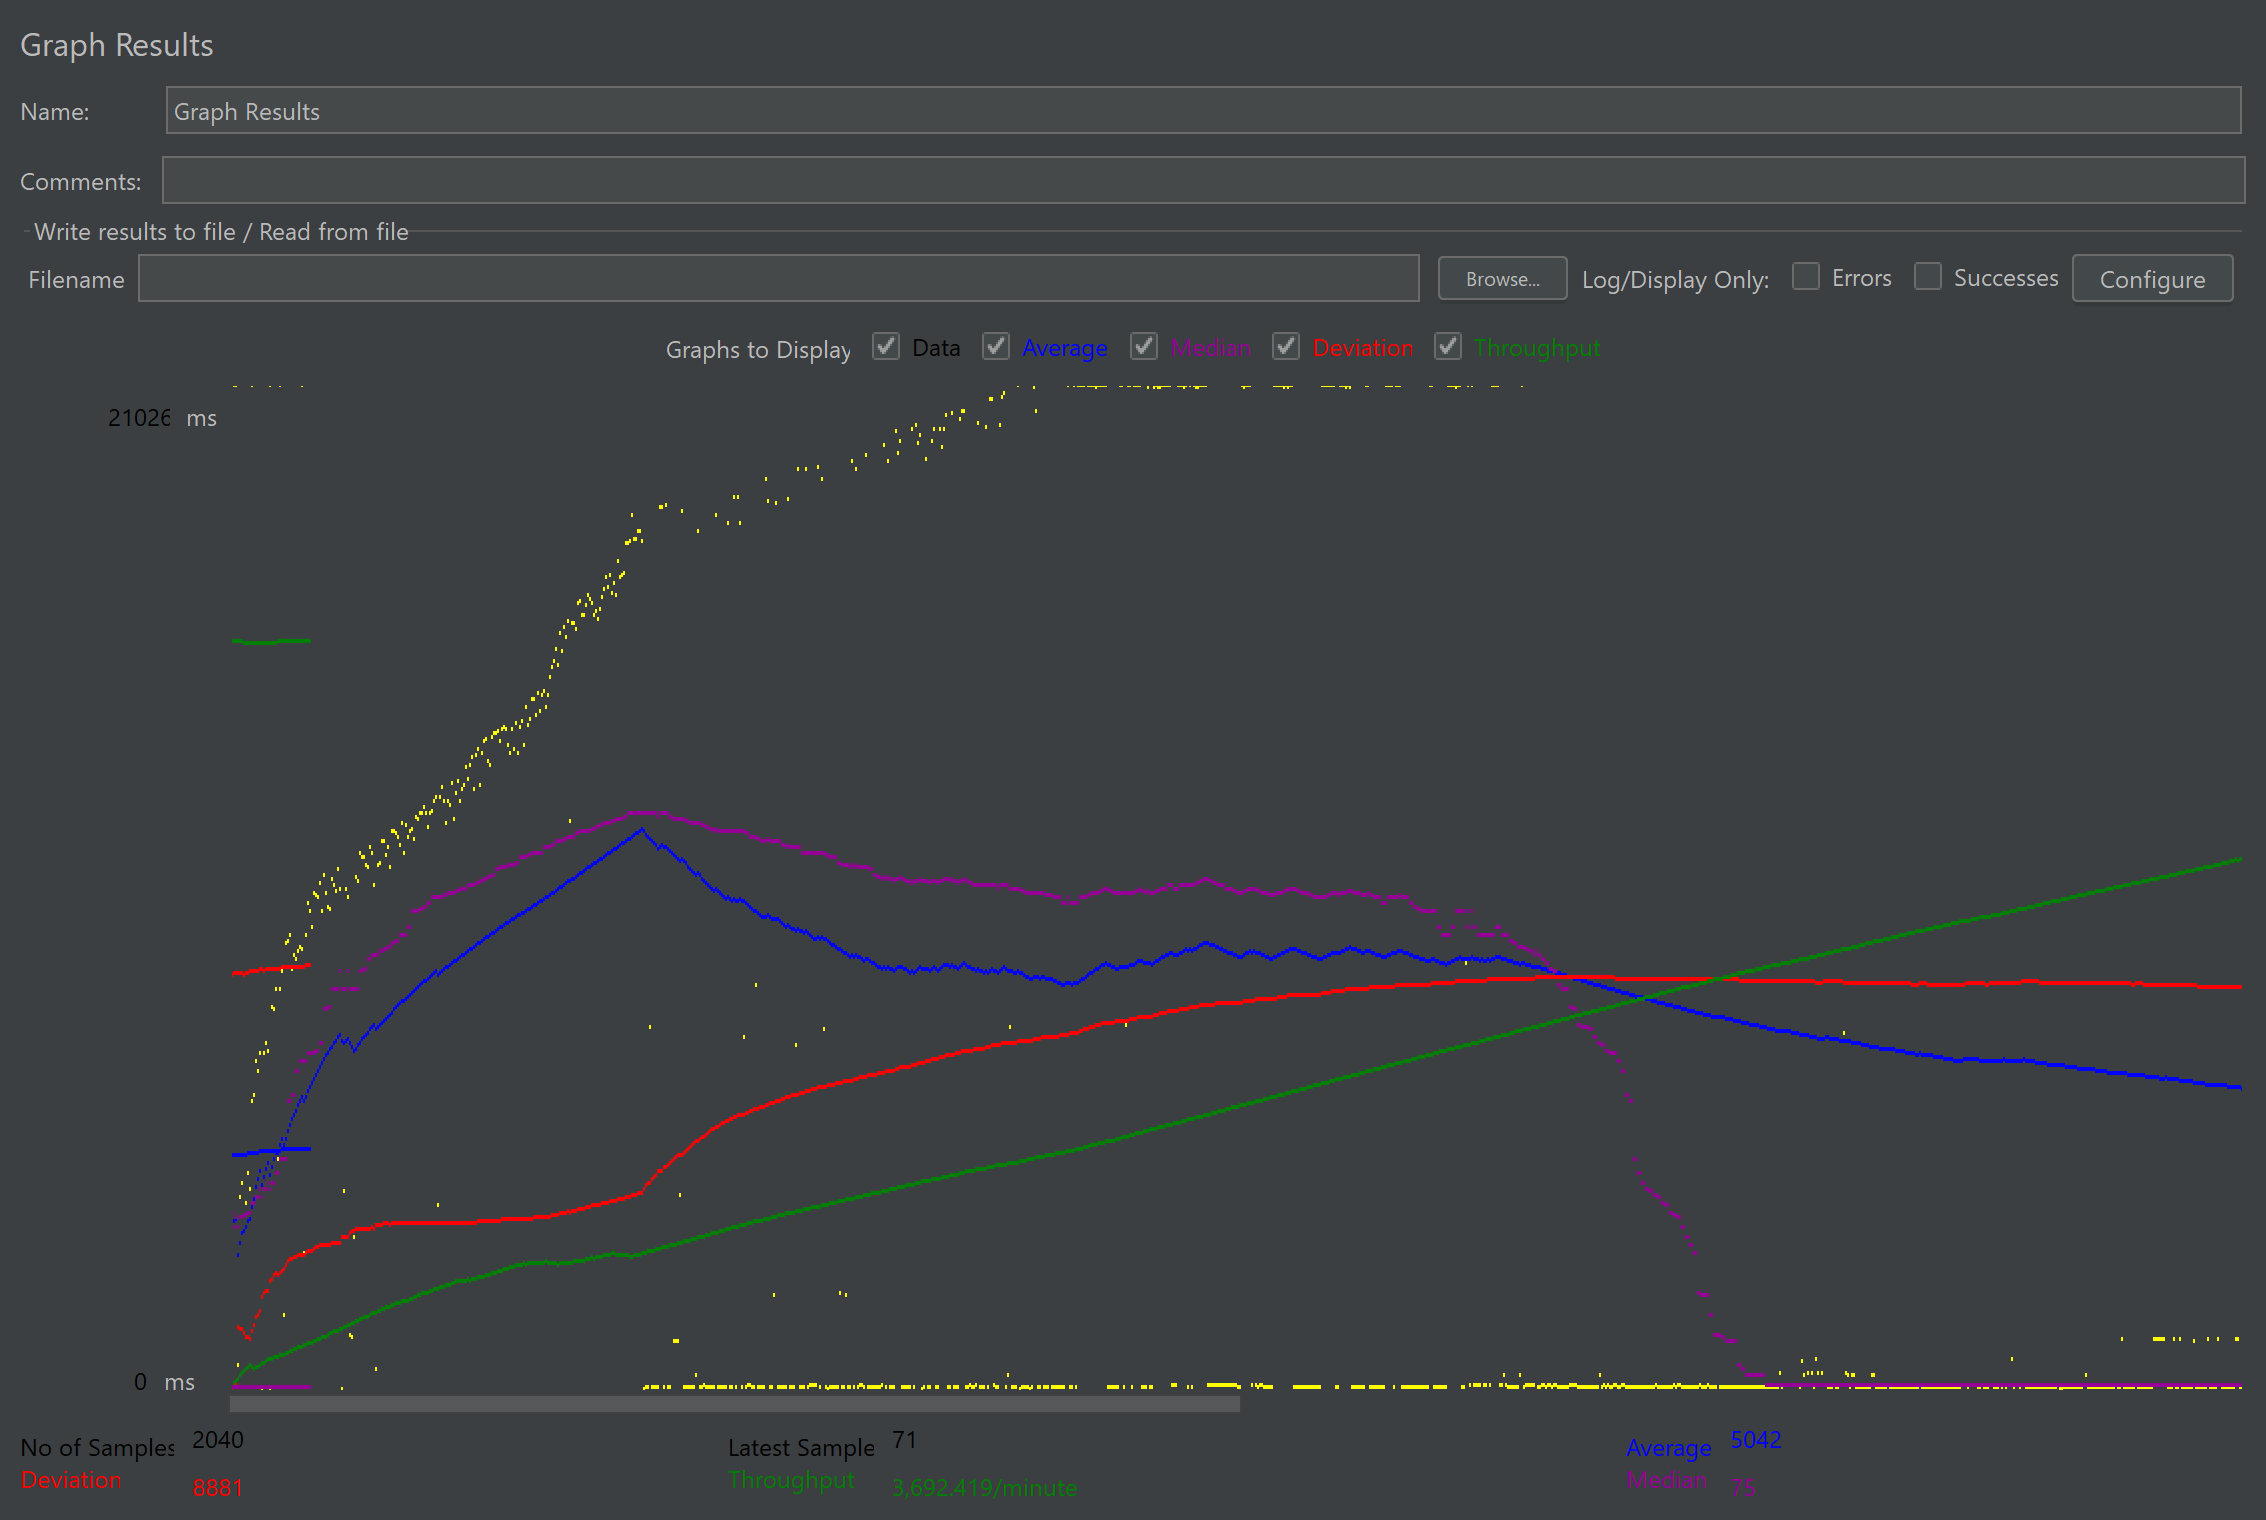 Graph Results
Name: Graph Results
Comments:
Write results to file / Read from file
Filename Browse... Log/Display Only: Errors Successes Configure
Graphs to Display Data Average Median Deviation Throughput
21026 ms
0 ms
No of Samples 2040 Latest Sample 71 Average 5042
Deviation 8881 Throughput 3,692.419/minute Median 75